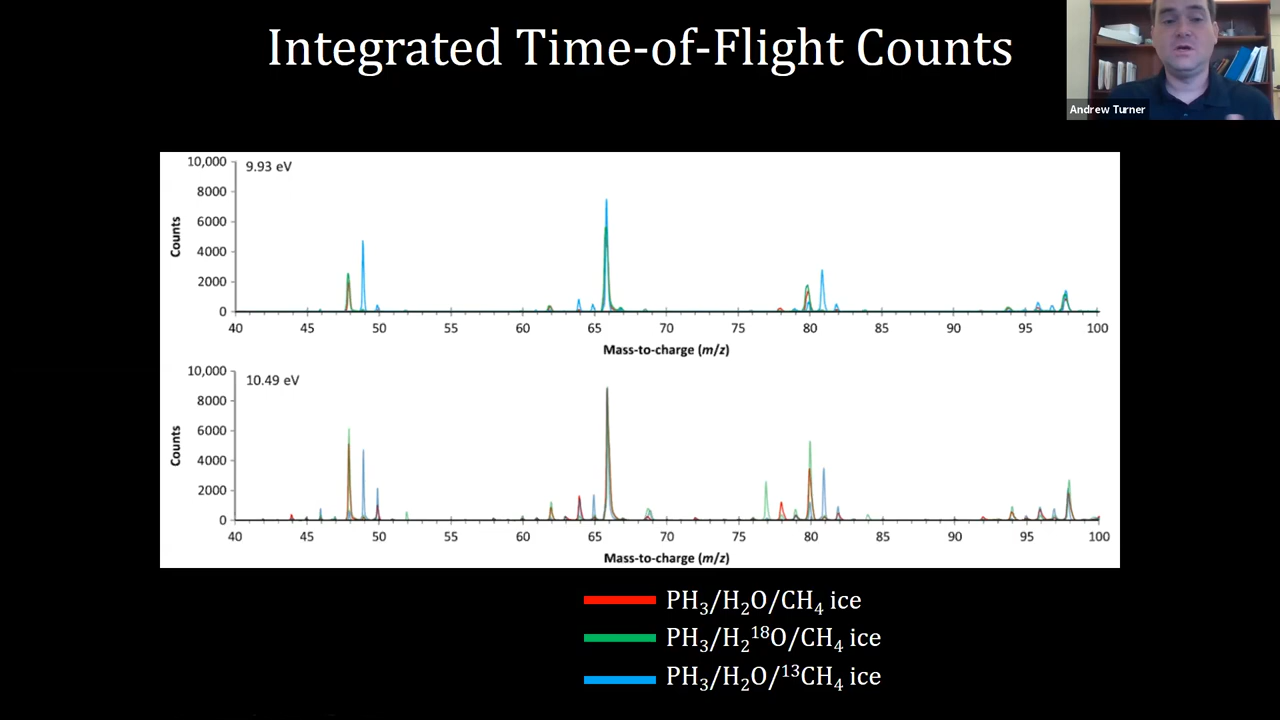 Integrated Time-of-Flight Counts
Andrew Turner
9.93 eV
Counts
10,000
8000
6000
4000
2000
0
40 45 50 55 60 65 70 75 80 85 90 95 100
Mass-to-charge (m/z)
10.49 eV
Counts
10,000
8000
6000
4000
2000
0
40 45 50 55 60 65 70 75 80 85 90 95 100
Mass-to-charge (m/z)
PH₃/H₂O/CH₄ ice
PH₃/H₂¹⁸O/CH₄ ice
PH₃/H₂O/¹³CH₄ ice